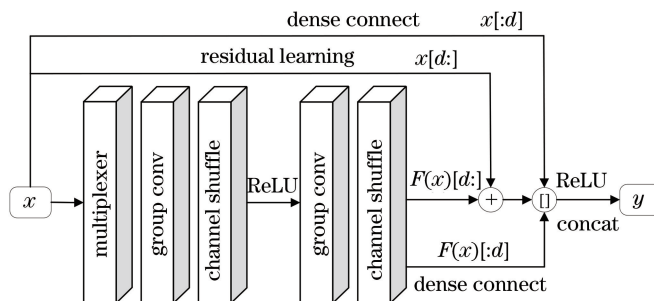 dense connect x[:d]
residual learning x[d:]
x
multiplexer
group conv
channel shuffle
ReLU
group conv
channel shuffle
F(x)[d:]
+
[]
ReLU
concat
y
F(x)[:d]
dense connect